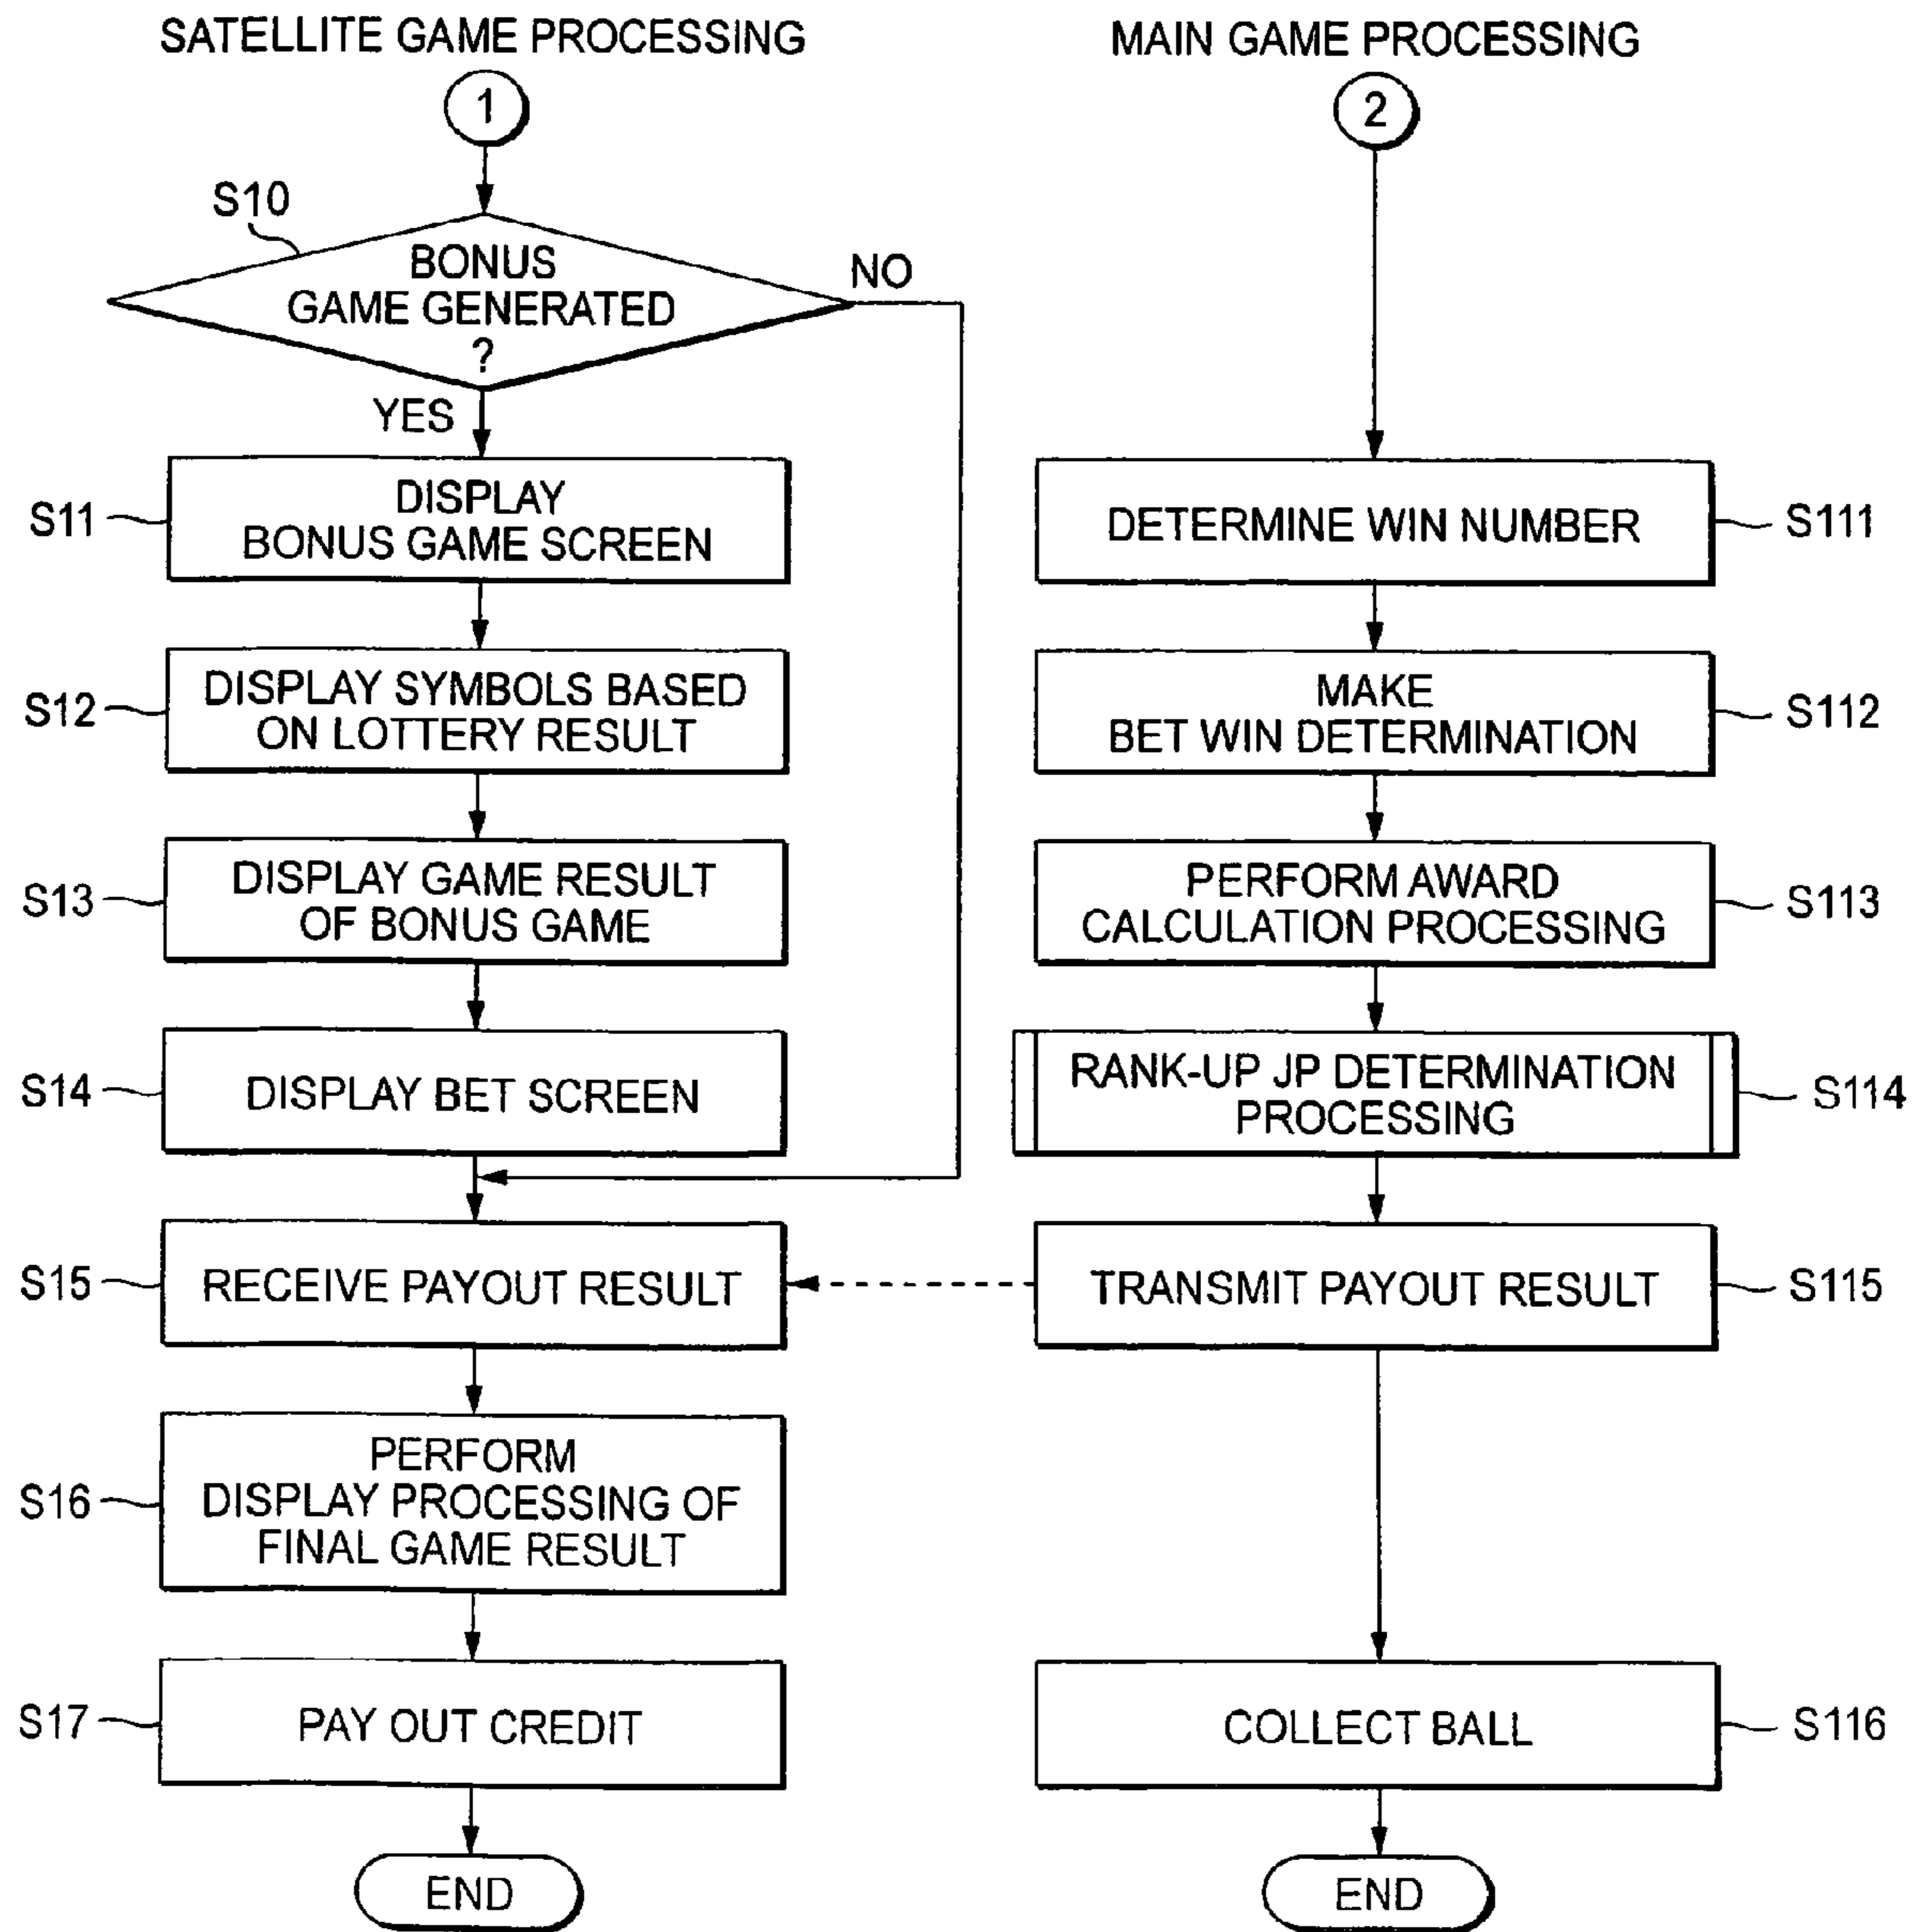 SATELLITE GAME PROCESSING
1
S10
BONUS
GAME GENERATED
?
NO
YES
S11
DISPLAY
BONUS GAME SCREEN
S12
DISPLAY SYMBOLS BASED
ON LOTTERY RESULT
S13
DISPLAY GAME RESULT
OF BONUS GAME
S14
DISPLAY BET SCREEN
S15
RECEIVE PAYOUT RESULT
S16
PERFORM
DISPLAY PROCESSING OF
FINAL GAME RESULT
S17
PAY OUT CREDIT
END
MAIN GAME PROCESSING
2
DETERMINE WIN NUMBER
S111
MAKE
BET WIN DETERMINATION
S112
PERFORM AWARD
CALCULATION PROCESSING
S113
RANK-UP JP DETERMINATION
PROCESSING
S114
TRANSMIT PAYOUT RESULT
S115
COLLECT BALL
S116
END